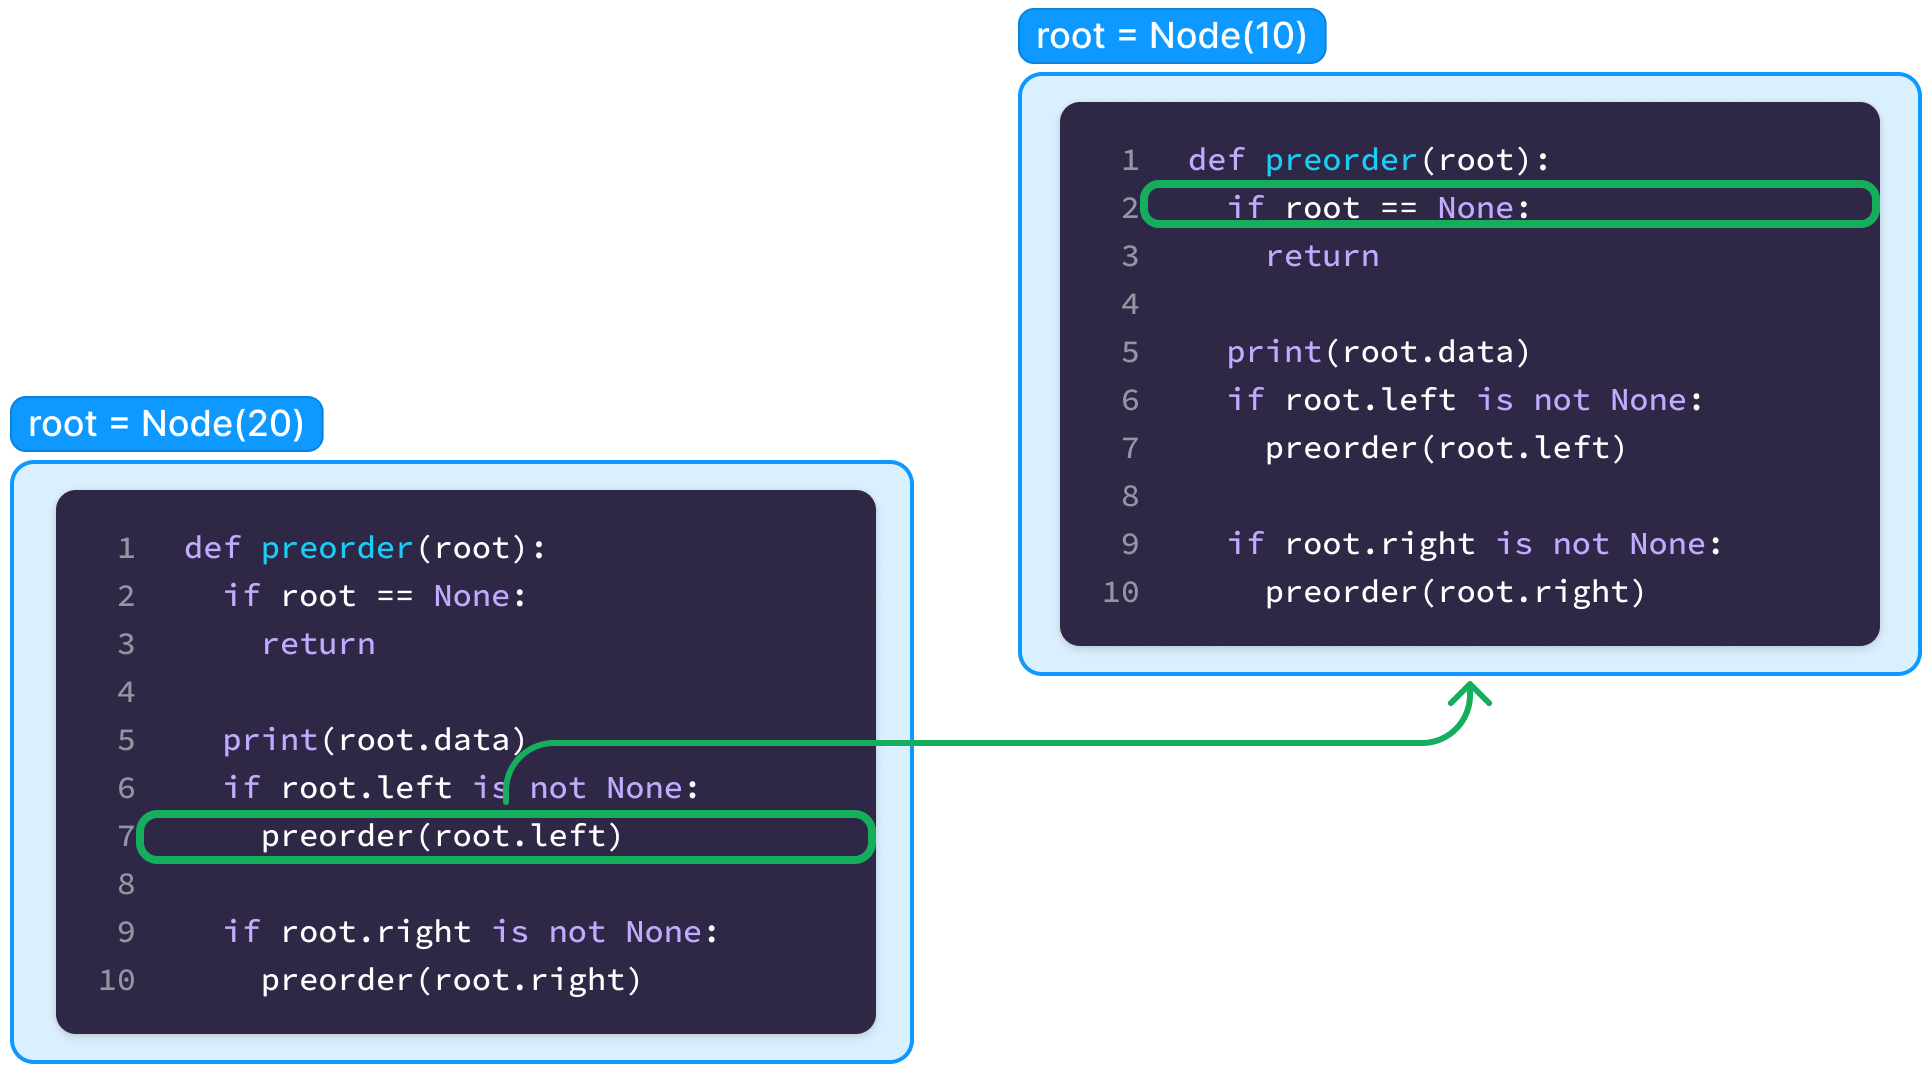 root = Node(10)
1 def preorder(root):
2 if root == None:
3 return
4
5 print(root.data)
6 if root.left is not None:
7 preorder(root.left)
8
9 if root.right is not None:
10 preorder(root.right)
root = Node(20)
1 def preorder(root):
2 if root == None:
3 return
4
5 print(root.data)
6 if root.left is not None:
7 preorder(root.left)
8
9 if root.right is not None:
10 preorder(root.right)